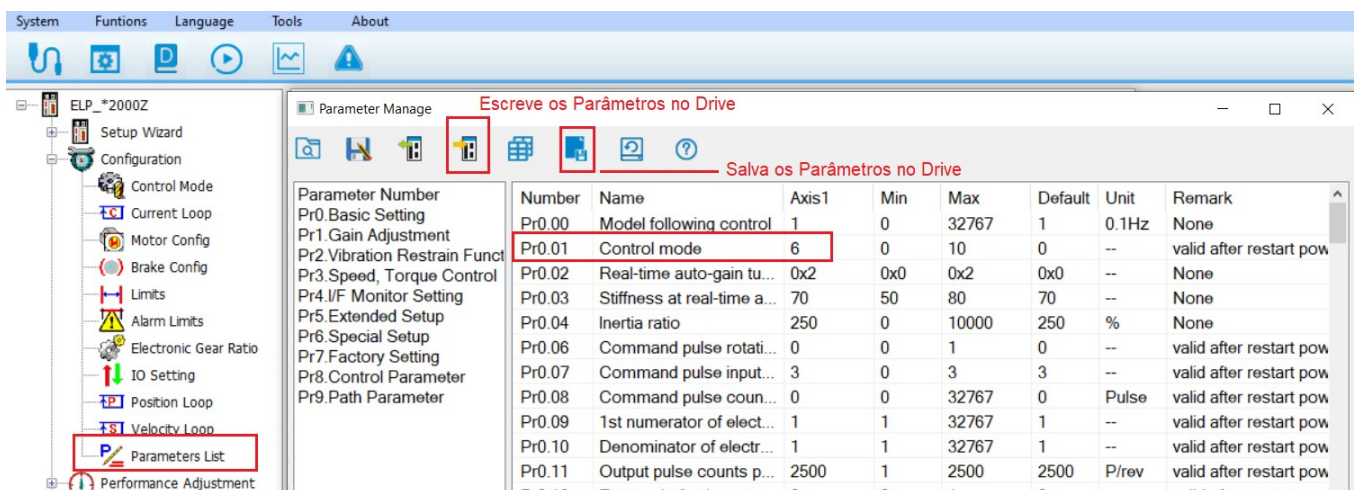 System Funtions Language Tools About
ELP_*2000Z
Setup Wizard
Configuration
Control Mode
Current Loop
Motor Config
Brake Config
Limits
Alarm Limits
Electronic Gear Ratio
IO Setting
Position Loop
Velocity Loop
Parameters List
Performance Adjustment
Parameter Manage
Escreve os Parâmetros no Drive
Salva os Parâmetros no Drive
Parameter Number
Pr0.Basic Setting
Pr1.Gain Adjustment
Pr2.Vibration Restrain Funct
Pr3.Speed, Torque Control
Pr4.I/F Monitor Setting
Pr5.Extended Setup
Pr6.Special Setup
Pr7.Factory Setting
Pr8.Control Parameter
Pr9.Path Parameter
Number Name Axis1 Min Max Default Unit Remark
Pr0.00 Model following control 1 0 32767 1 0.1Hz None
Pr0.01 Control mode 6 0 10 0 -- valid after restart pow
Pr0.02 Real-time auto-gain tu... 0x2 0x0 0x2 0x0 -- None
Pr0.03 Stiffness at real-time a... 70 50 80 70 -- None
Pr0.04 Inertia ratio 250 0 10000 250 % None
Pr0.06 Command pulse rotati... 0 0 1 0 -- valid after restart pow
Pr0.07 Command pulse input... 3 0 3 3 -- valid after restart pow
Pr0.08 Command pulse coun... 0 0 32767 0 Pulse valid after restart pow
Pr0.09 1st numerator of elect... 1 1 32767 1 -- valid after restart pow
Pr0.10 Denominator of electr... 1 1 32767 1 -- valid after restart pow
Pr0.11 Output pulse counts p... 2500 1 2500 2500 P/rev valid after restart pow